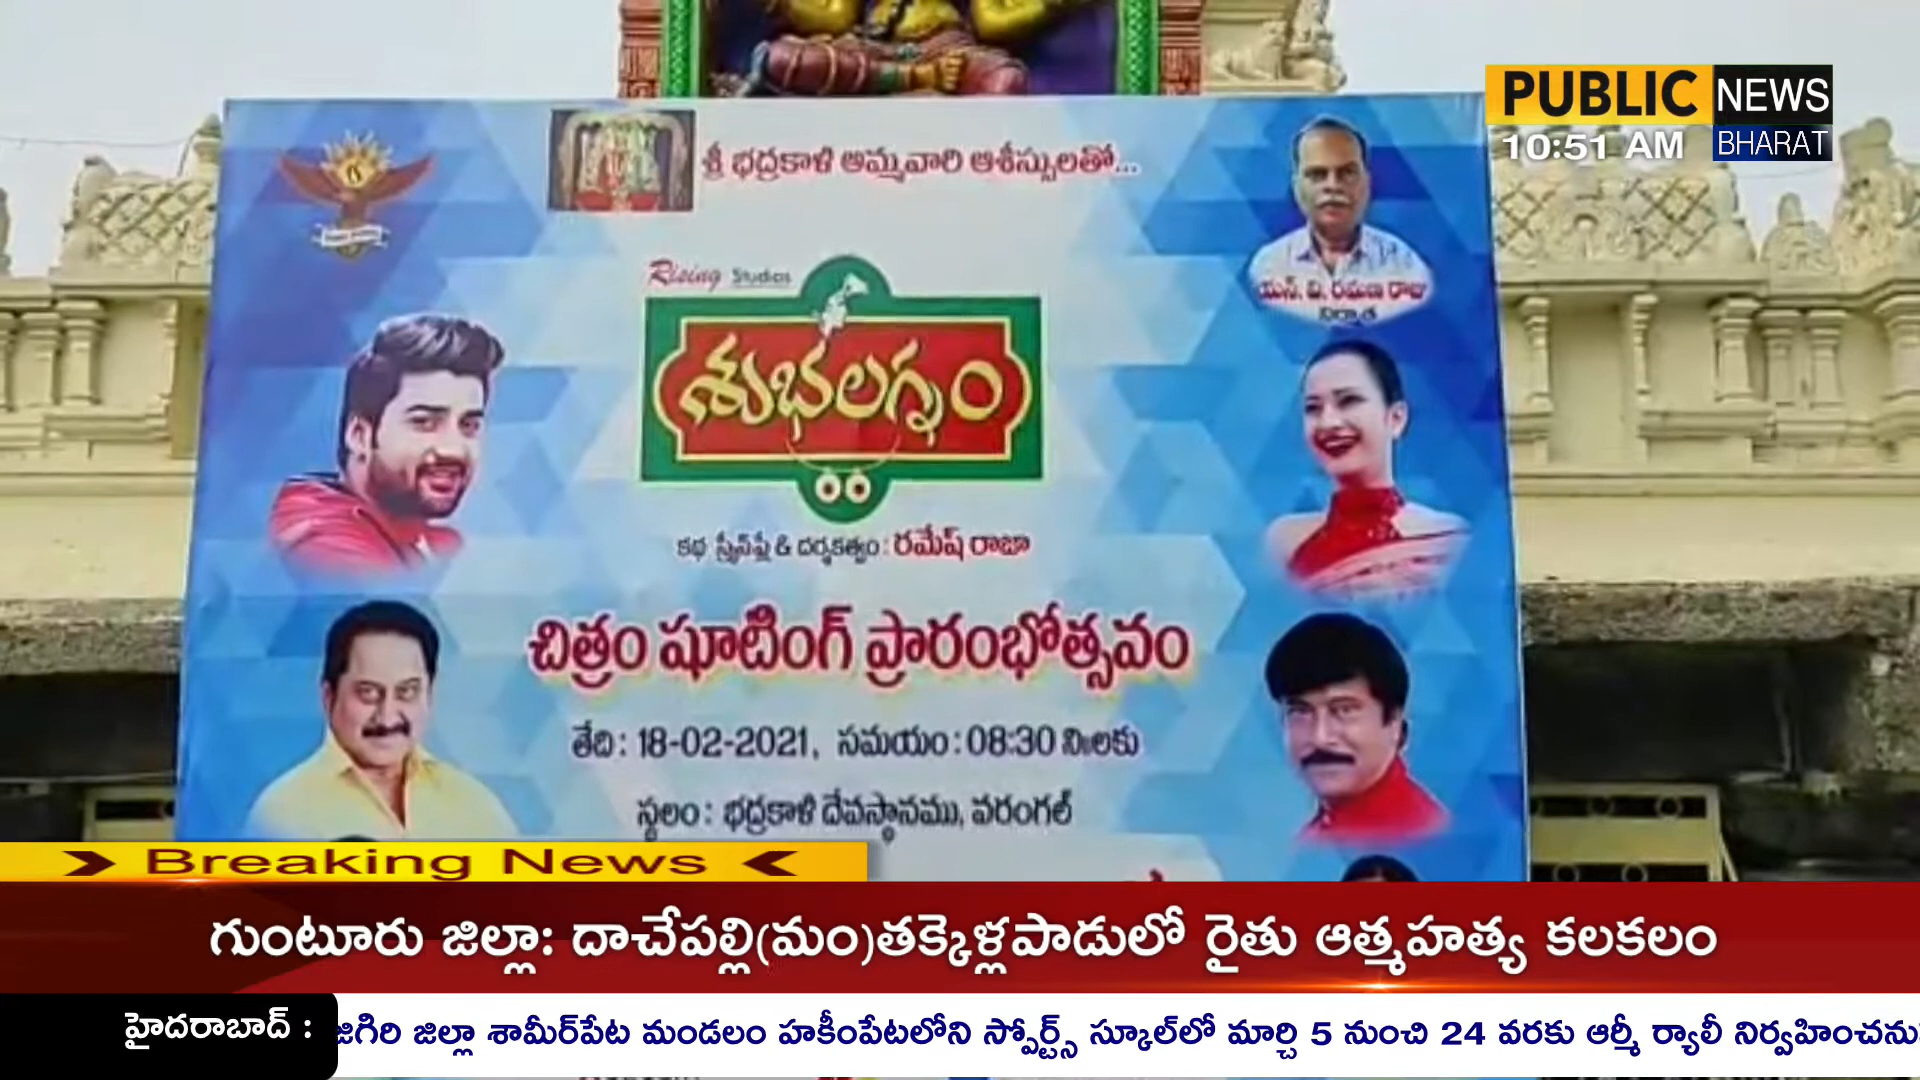 PUBLIC NEWS
10:51 AM BHARAT
శ్రీ భద్రకాళి అమ్మవారి ఆశీస్సులతో...
యస్. వి. రమణ రాజు
నిర్మాత
Rising Studios
శుభలగ్నం
కథ స్క్రీన్‌ప్లే & దర్శకత్వం : రమేష్ రాజా
చిత్రం షూటింగ్ ప్రారంభోత్సవం
తేది : 18-02-2021, సమయం : 08:30 ని॥లకు
స్థలం : భద్రకాళి దేవస్థానము, వరంగల్
Breaking News
గుంటూరు జిల్లా: దాచేపల్లి(మం)తక్కెళ్లపాడులో రైతు ఆత్మహత్య కలకలం
హైదరాబాద్ : జిగిరి జిల్లా శామీర్‌పేట మండలం హకీంపేటలోని స్పోర్ట్స్ స్కూల్‌లో మార్చి 5 నుంచి 24 వరకు ఆర్మీ ర్యాలీ నిర్వహించను